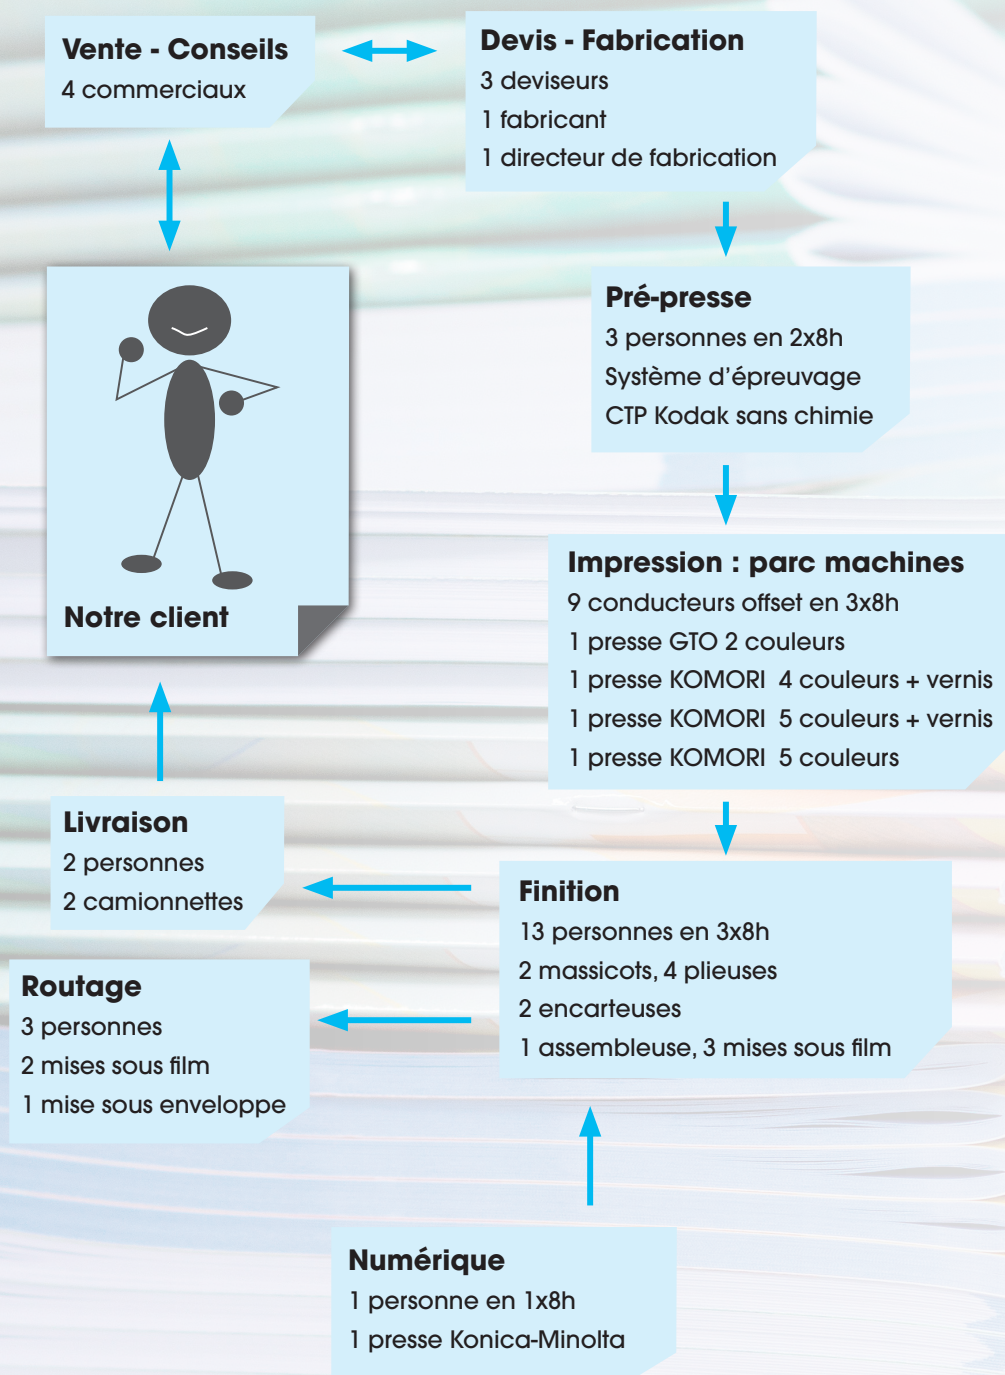 Vente - Conseils
4 commerciaux
Devis - Fabrication
3 deviseurs
1 fabricant
1 directeur de fabrication
Pré-presse
3 personnes en 2x8h
Système d'épreuvage
CTP Kodak sans chimie
Notre client
Impression : parc machines
9 conducteurs offset en 3x8h
1 presse GTO 2 couleurs
1 presse KOMORI 4 couleurs + vernis
1 presse KOMORI 5 couleurs + vernis
1 presse KOMORI 5 couleurs
Livraison
2 personnes
2 camionnettes
Finition
13 personnes en 3x8h
2 massicots, 4 plieuses
2 encarteuses
1 assembleuse, 3 mises sous film
Routage
3 personnes
2 mises sous film
1 mise sous enveloppe
Numérique
1 personne en 1x8h
1 presse Konica-Minolta